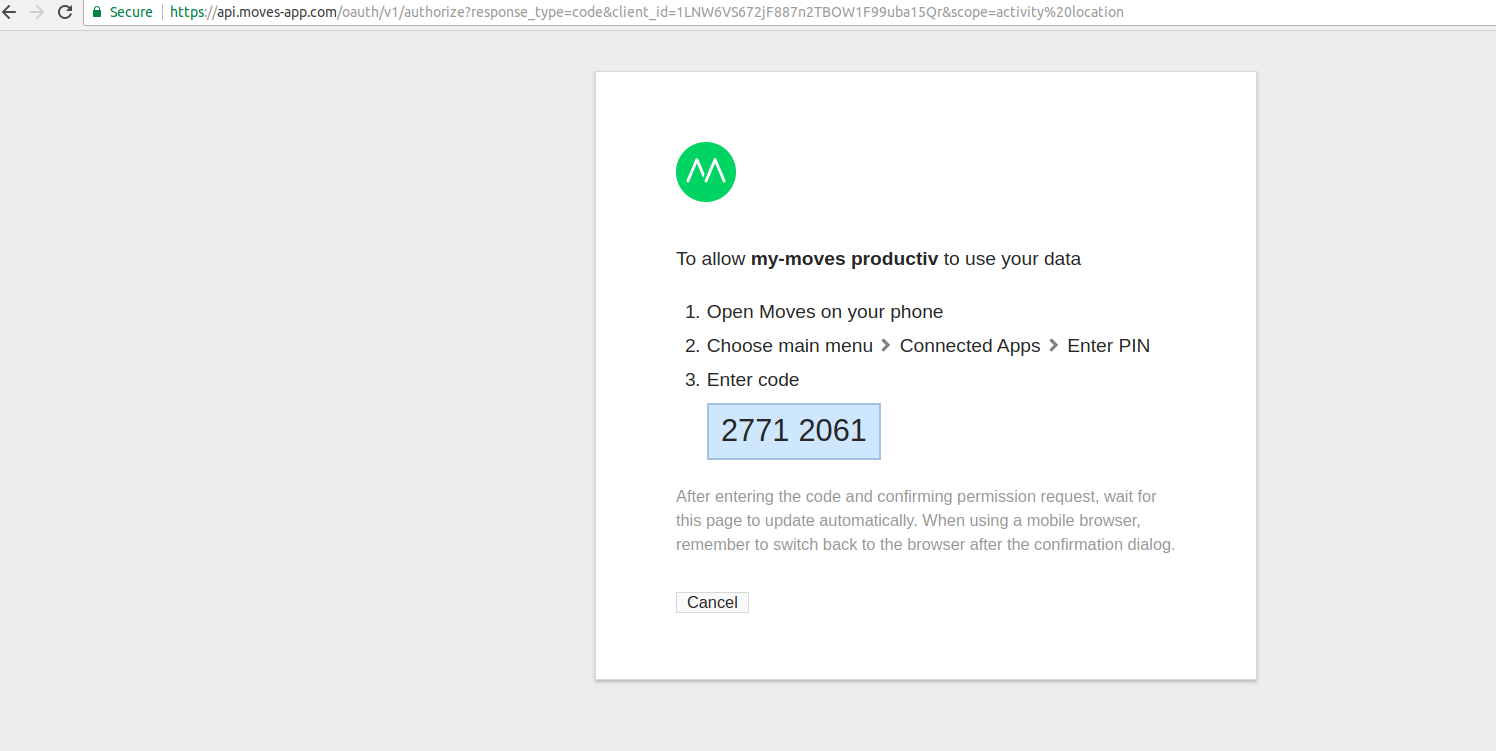 Secure https://api.moves-app.com/oauth/v1/authorize?response_type=code&client_id=1LNW6VS672jF887n2TBOW1F99uba15Qr&scope=activity%20location
To allow my-moves productiv to use your data
1. Open Moves on your phone
2. Choose main menu > Connected Apps > Enter PIN
3. Enter code
2771 2061
After entering the code and confirming permission request, wait for
this page to update automatically. When using a mobile browser,
remember to switch back to the browser after the confirmation dialog.
Cancel